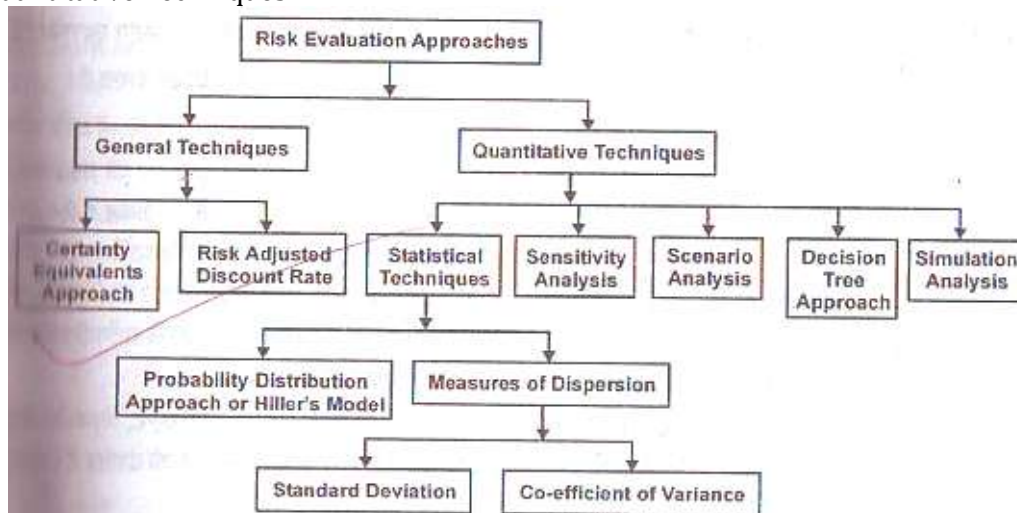 Risk Evaluation Approaches
General Techniques
Quantitative Techniques
Certainty
Equivalents
Approach
Risk Adjusted
Discount Rate
Statistical
Techniques
Sensitivity
Analysis
Scenario
Analysis
Decision
Tree
Approach
Simulation
Analysis
Probability Distribution
Approach or Hiller's Model
Measures of Dispersion
Standard Deviation
Co-efficient of Variance